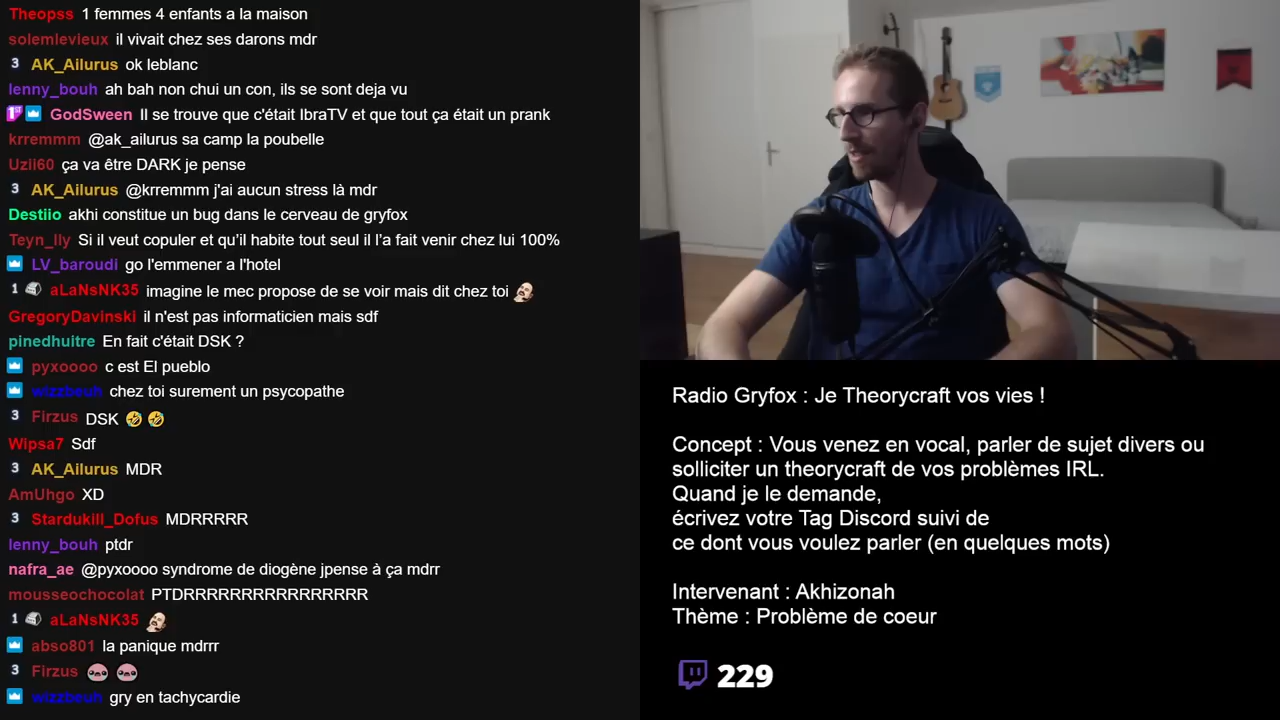 Theopss 1 femmes 4 enfants a la maison
solemlevieux il vivait chez ses darons mdr
3 AK_Ailurus ok leblanc
lenny_bouh ah bah non chui un con, ils se sont deja vu
1ST GodSween Il se trouve que c'était IbraTV et que tout ça était un prank
krremmm @ak_ailurus sa camp la poubelle
Uzii60 ça va être DARK je pense
3 AK_Ailurus @krremmm j'ai aucun stress là mdr
Destiio akhi constitue un bug dans le cerveau de gryfox
Teyn_lly Si il veut copuler et qu'il habite tout seul il l'a fait venir chez lui 100%
LV_baroudi go l'emmener a l'hotel
1 aLaNsNK35 imagine le mec propose de se voir mais dit chez toi
GregoryDavinski il n'est pas informaticien mais sdf
pinedhuitre En fait c'était DSK ?
pyxoooo c est El pueblo
wizzbeuh chez toi surement un psycopathe
3 Firzus DSK 🤣 🤣
Wipsa7 Sdf
3 AK_Ailurus MDR
AmUhgo XD
3 Stardukill_Dofus MDRRRRR
lenny_bouh ptdr
nafra_ae @pyxoooo syndrome de diogène jpense à ça mdrr
mousseochocolat PTDRRRRRRRRRRRRRRRR
1 aLaNsNK35
abso801 la panique mdrrr
3 Firzus
wizzbeuh gry en tachycardie
Radio Gryfox : Je Theorycraft vos vies !
Concept : Vous venez en vocal, parler de sujet divers ou
solliciter un theorycraft de vos problèmes IRL.
Quand je le demande,
écrivez votre Tag Discord suivi de
ce dont vous voulez parler (en quelques mots)
Intervenant : Akhizonah
Thème : Problème de coeur
229